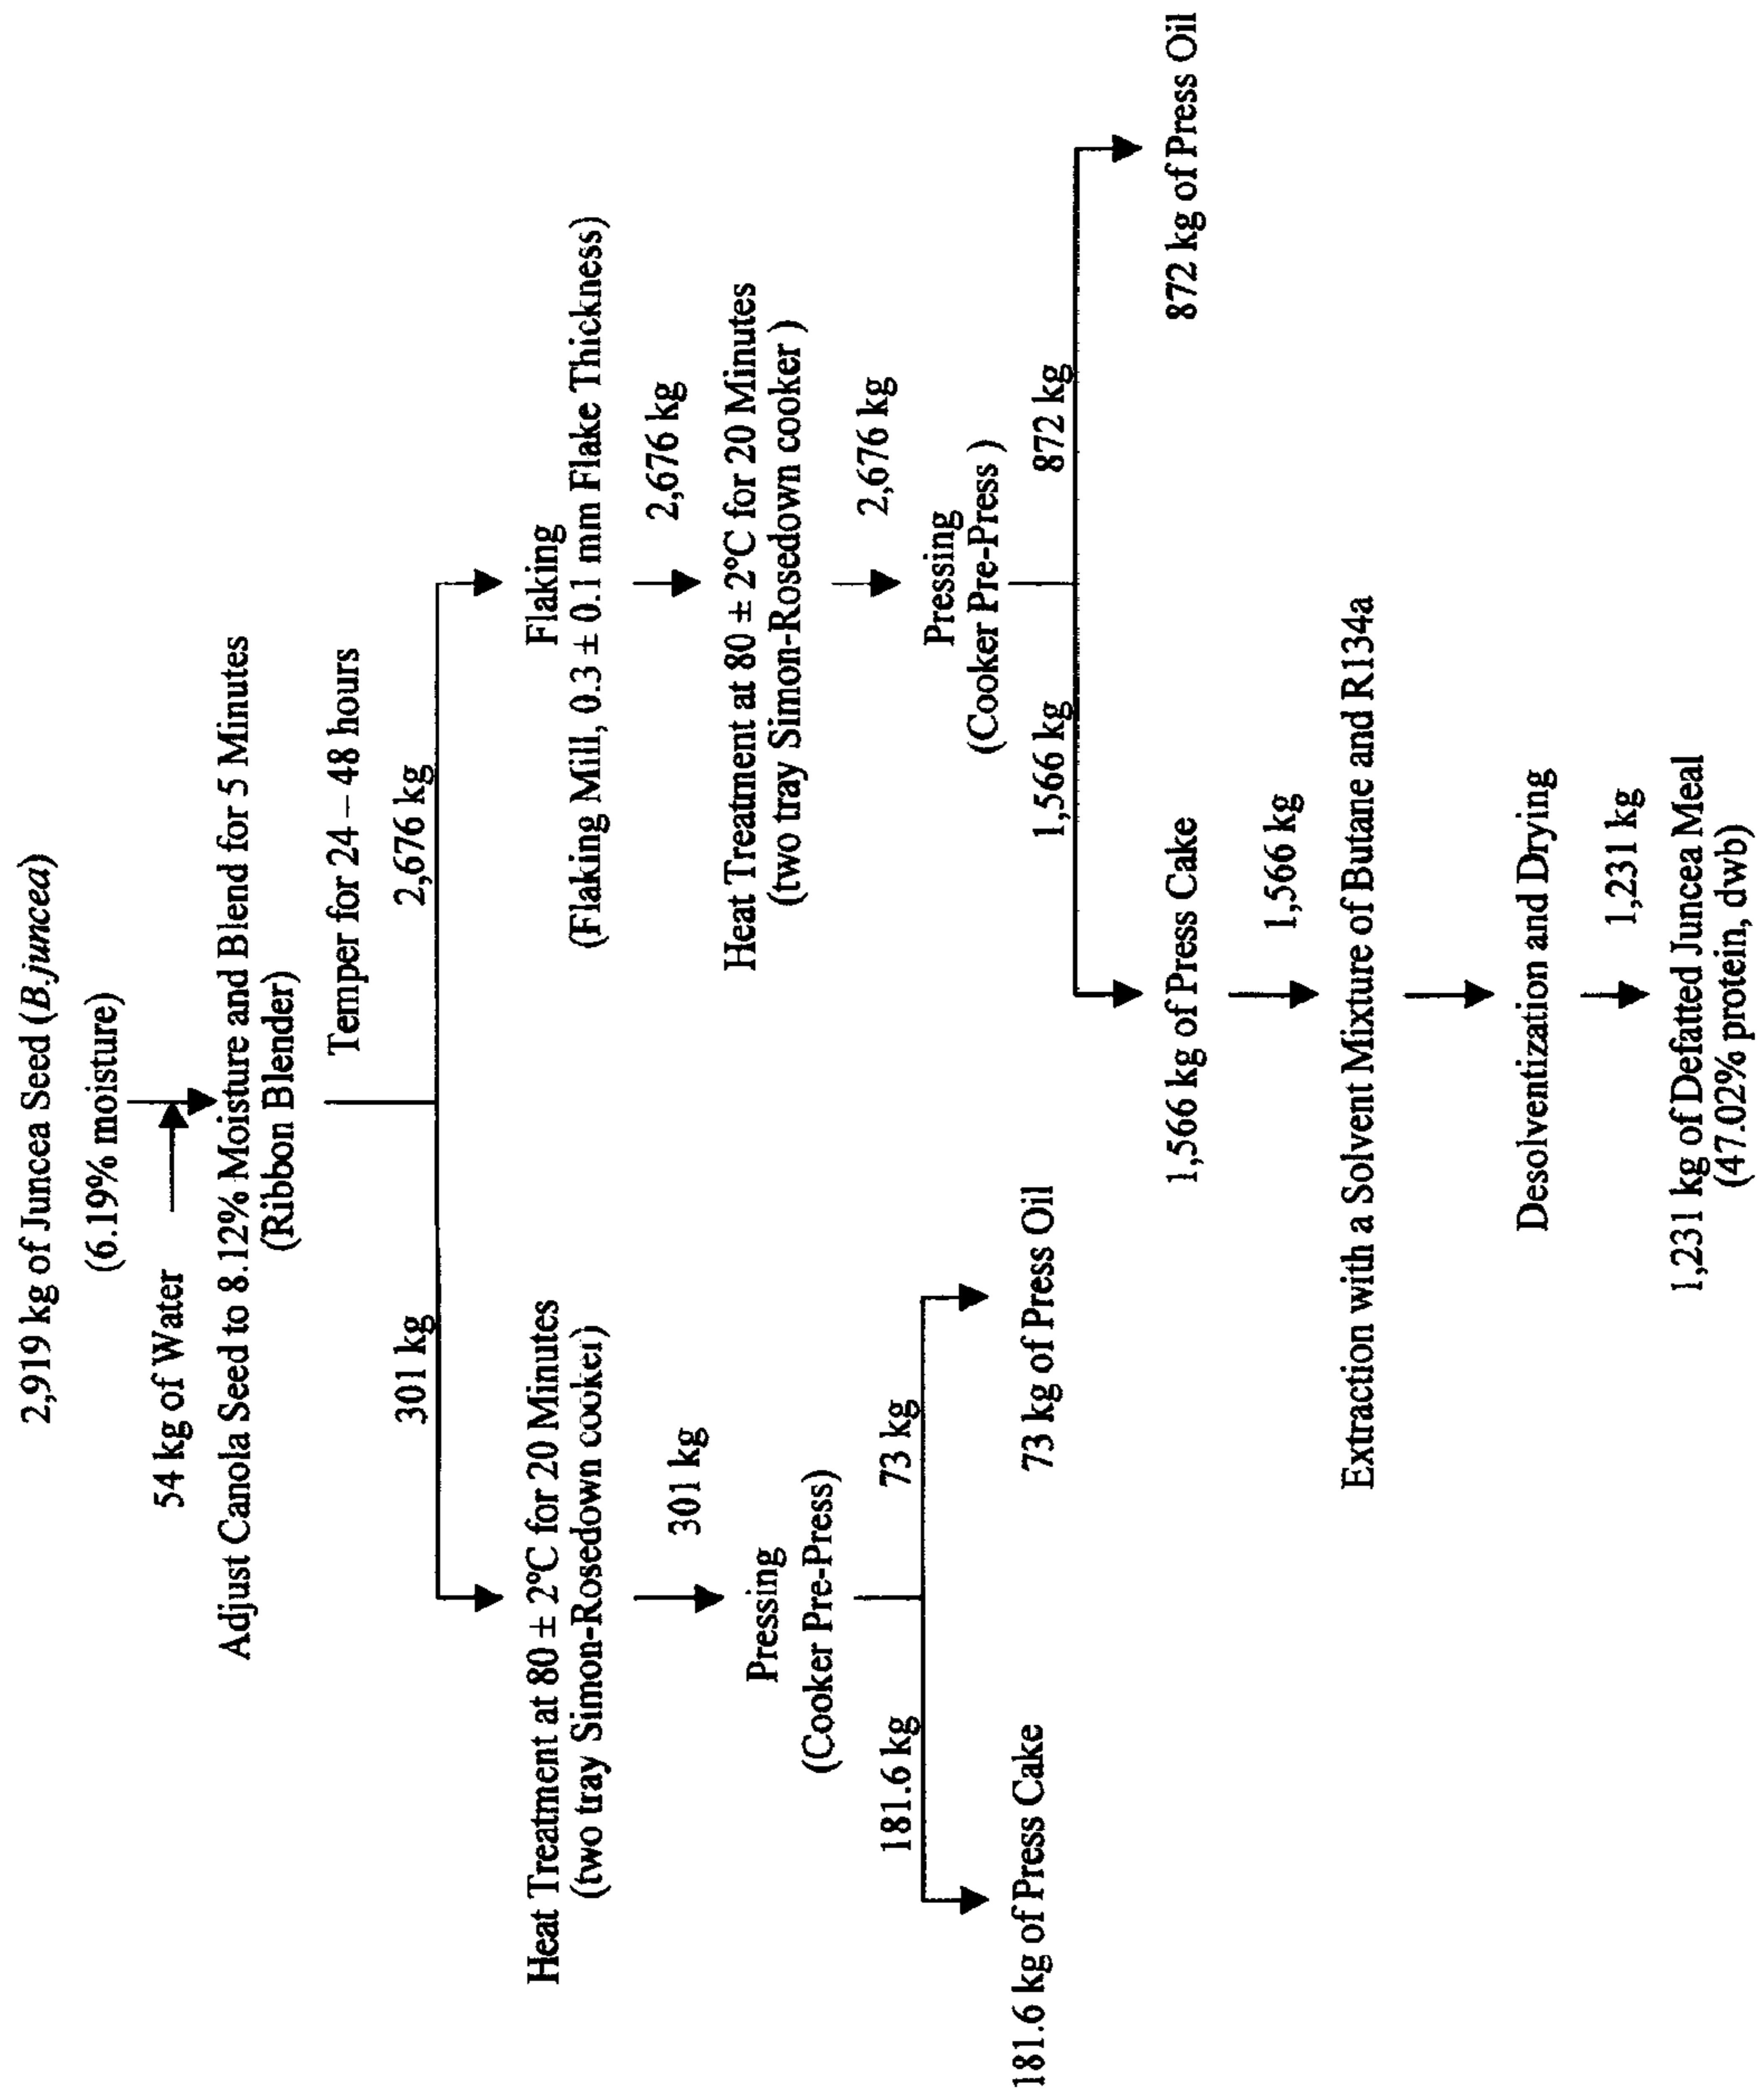 2,919 kg of Juncea Seed (B.juncea)
(6.19% moisture)
54 kg of Water
Adjust Canola Seed to 8.12% Moisture and Blend for 5 Minutes
(Ribbon Blender)
Temper for 24 – 48 hours
301 kg
2,676 kg
Heat Treatment at 80 ± 2°C for 20 Minutes
(two tray Simon-Rosedown cooker)
301 kg
Pressing
(Cooker Pre-Press)
181.6 kg
73 kg
181.6 kg of Press Cake
73 kg of Press Oil
Flaking
(Flaking Mill, 0.3 ± 0.1 mm Flake Thickness)
2,676 kg
Heat Treatment at 80 ± 2°C for 20 Minutes
(two tray Simon-Rosedown cooker )
2,676 kg
Pressing
(Cooker Pre-Press )
1,566 kg
872 kg
1,566 kg of Press Cake
872 kg of Press Oil
1,566 kg
Extraction with a Solvent Mixture of Butane and R134a
Desolventization and Drying
1,231 kg
1,231 kg of Defatted Juncea Meal
(47.02% protein, dwb)